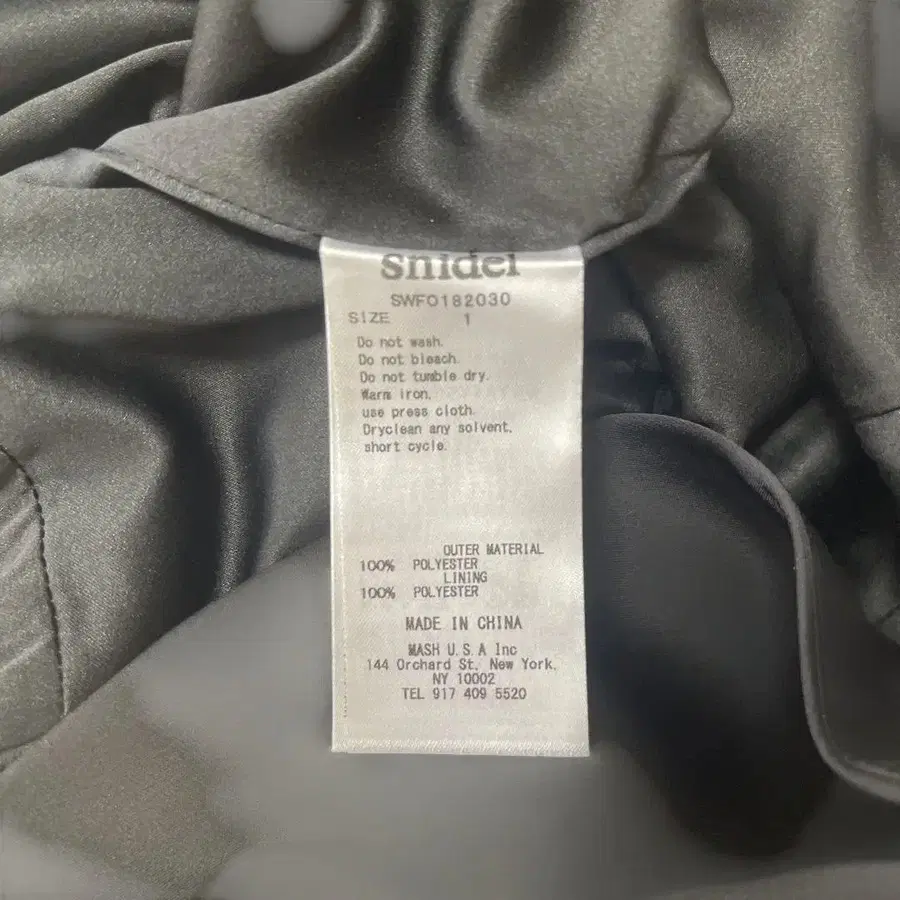 snidel
SWFO182030
SIZE 1
Do not wash.
Do not bleach.
Do not tumble dry.
Warm iron.
use press cloth.
Dryclean any solvent.
short cycle.
OUTER MATERIAL
100% POLYESTER
LINING
100% POLYESTER
MADE IN CHINA
MASH U.S.A Inc
144 Orchard St. New York.
NY 10002
TEL 917 409 5520